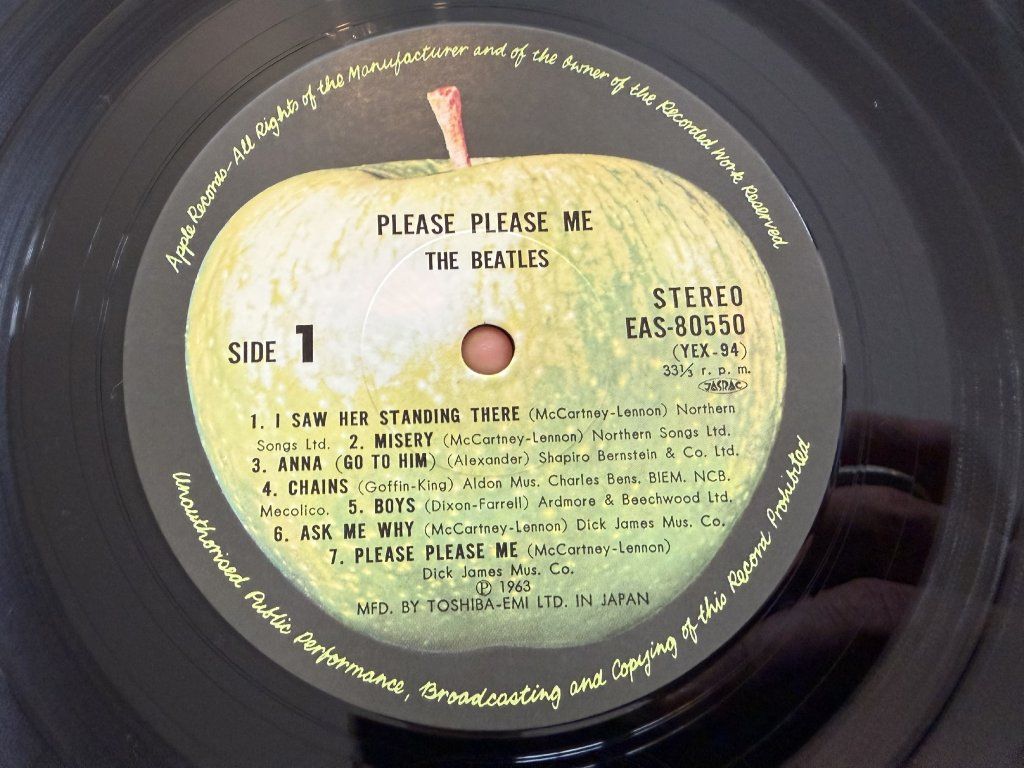 Apple Records-All Rights of the Manufacturer and of the Owner of the Recorded Work Reserved
PLEASE PLEASE ME
THE BEATLES
STEREO
EAS-80550
(YEX-94)
33⅓ r. p. m.
JASRAC
SIDE 1
1. I SAW HER STANDING THERE (McCartney-Lennon) Northern
Songs Ltd. 2. MISERY (McCartney-Lennon) Northern Songs Ltd.
3. ANNA (GO TO HIM) (Alexander) Shapiro Bernstein & Co. Ltd.
4. CHAINS (Goffin-King) Aldon Mus. Charles Bens. BIEM. NCB.
Mecolico. 5. BOYS (Dixon-Farrell) Ardmore & Beechwood Ltd.
6. ASK ME WHY (McCartney-Lennon) Dick James Mus. Co.
7. PLEASE PLEASE ME (McCartney-Lennon)
Dick James Mus. Co.
Ⓟ 1963
MFD. BY TOSHIBA-EMI LTD. IN JAPAN
Unauthorised Public Performance, Broadcasting and Copying of this Record Prohibited